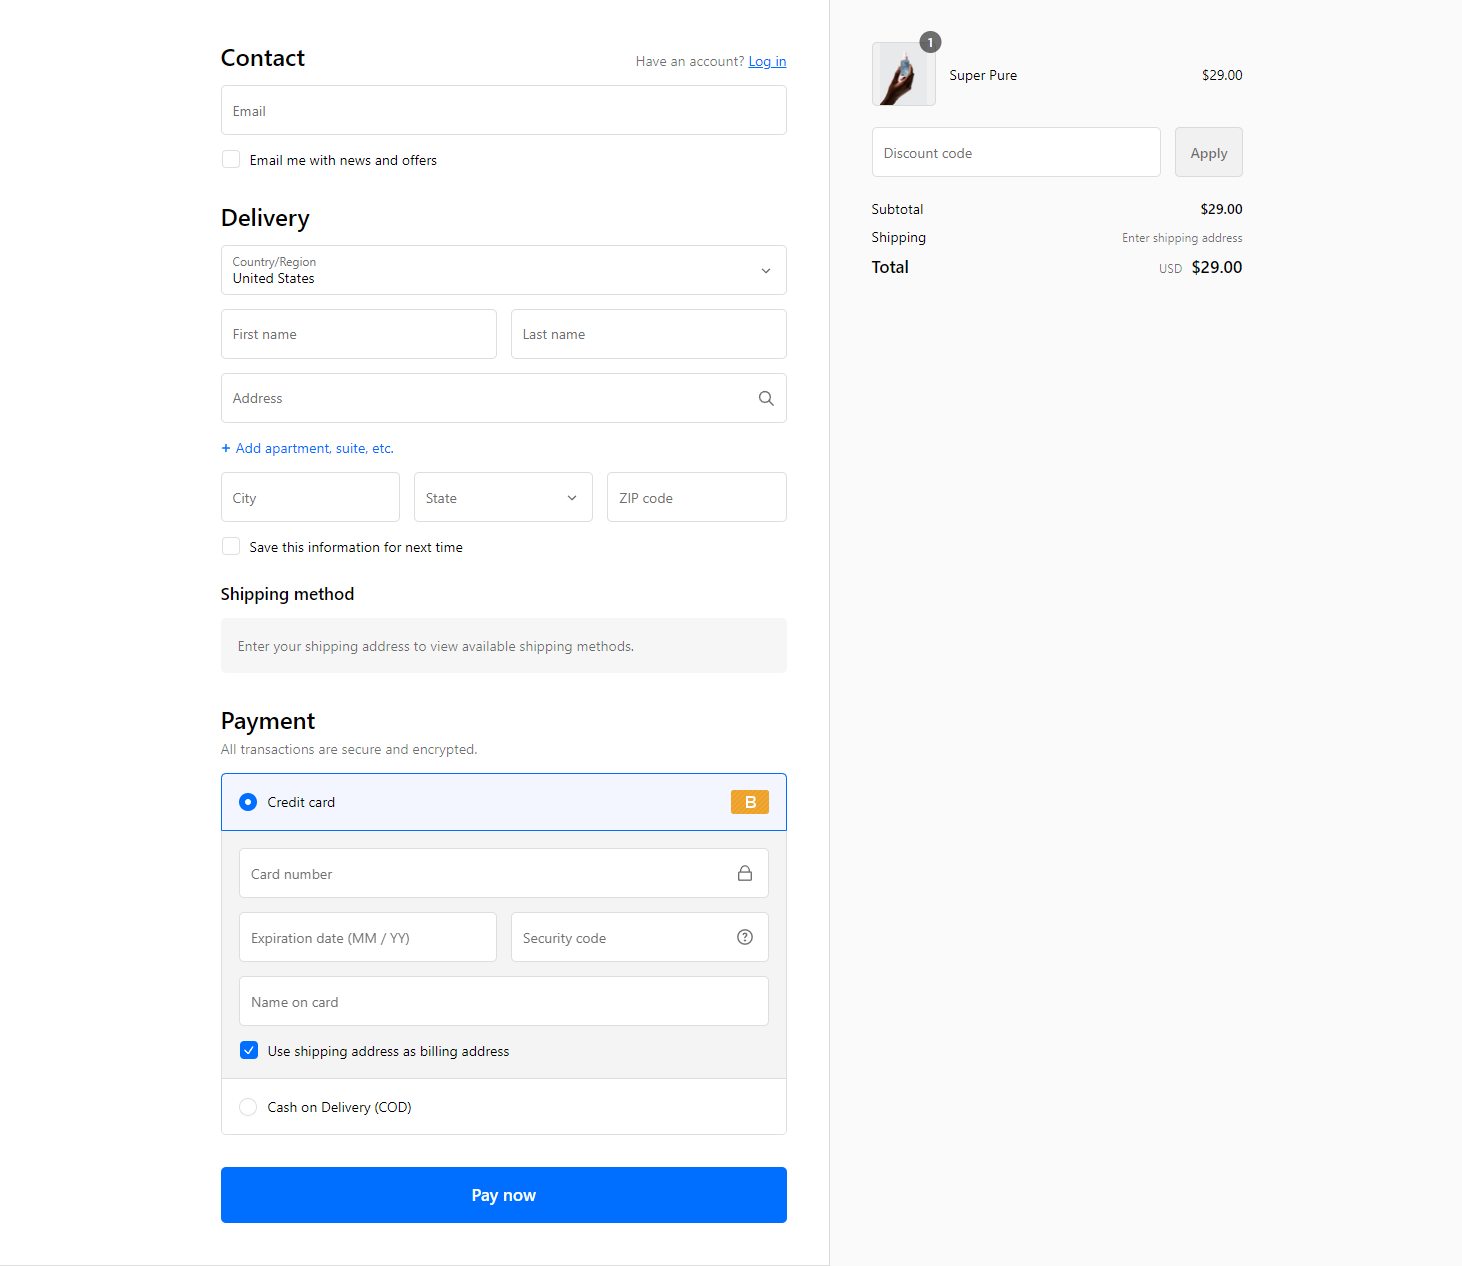 Contact
Have an account? Log in
Email
Email me with news and offers
Delivery
Country/Region
United States
First name
Last name
Address
+ Add apartment, suite, etc.
City
State
ZIP code
Save this information for next time
Shipping method
Enter your shipping address to view available shipping methods.
Payment
All transactions are secure and encrypted.
Credit card
B
Card number
Expiration date (MM / YY)
Security code
?
Name on card
Use shipping address as billing address
Cash on Delivery (COD)
Pay now
1
Super Pure
$29.00
Discount code
Apply
Subtotal
$29.00
Shipping
Enter shipping address
Total
USD $29.00